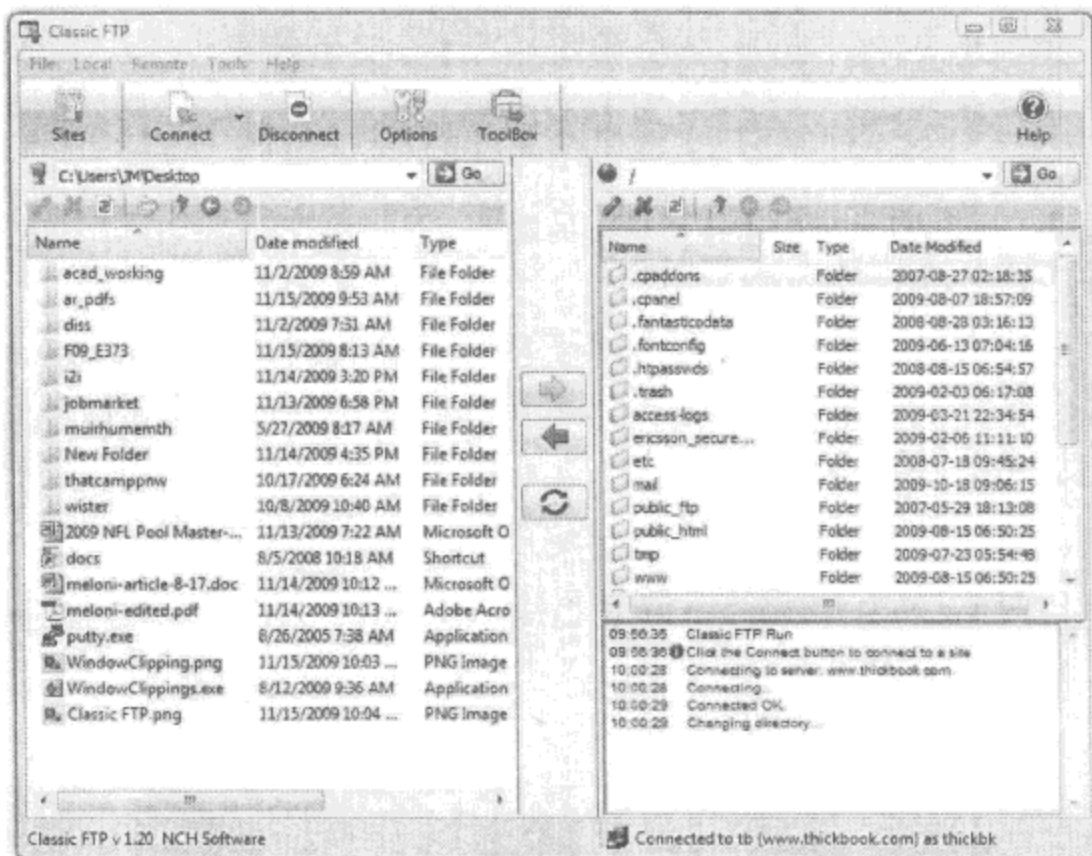 Classic FTP
File Local Remote Tools Help
Sites Connect Disconnect Options ToolBox Help
C:\Users\JM\Desktop Go
/ Go
Name Date modified Type
acad_working 11/2/2009 8:59 AM File Folder
ar_pdfs 11/15/2009 9:53 AM File Folder
diss 11/2/2009 7:31 AM File Folder
F09_E373 11/15/2009 8:13 AM File Folder
i2i 11/14/2009 3:20 PM File Folder
jobmarket 11/13/2009 6:58 PM File Folder
muirhumemth 5/27/2009 8:17 AM File Folder
New Folder 11/14/2009 4:35 PM File Folder
thatcamppnw 10/17/2009 6:24 AM File Folder
wister 10/8/2009 10:40 AM File Folder
2009 NFL Pool Master-... 11/13/2009 7:22 AM Microsoft O
docs 8/5/2008 10:18 AM Shortcut
meloni-article-8-17.doc 11/14/2009 10:12 ... Microsoft O
meloni-edited.pdf 11/14/2009 10:13 ... Adobe Acro
putty.exe 8/26/2005 7:38 AM Application
WindowClipping.png 11/15/2009 10:03 ... PNG Image
WindowClippings.exe 8/12/2009 9:36 AM Application
Classic FTP.png 11/15/2009 10:04 ... PNG Image
Name Size Type Date Modified
.cpaddons Folder 2007-08-27 02:18:35
.cpanel Folder 2009-08-07 18:57:09
.fantasticodata Folder 2008-08-28 03:16:13
.fontconfig Folder 2009-06-13 07:04:16
.htpasswds Folder 2008-08-15 06:54:57
.trash Folder 2009-02-03 06:17:08
access-logs Folder 2009-03-21 22:34:54
ericsson_secure... Folder 2009-02-06 11:11:10
etc Folder 2008-07-18 09:45:24
mail Folder 2009-10-18 09:06:15
public_ftp Folder 2007-05-29 18:13:08
public_html Folder 2009-08-15 06:50:25
tmp Folder 2009-07-23 05:54:48
www Folder 2009-08-15 06:50:25
09:56:36 Classic FTP Run
09:56:36 Click the Connect button to connect to a site
10:00:28 Connecting to server: www.thickbook.com
10:00:28 Connecting...
10:00:29 Connected OK.
10:00:29 Changing directory...
Classic FTP v 1.20 NCH Software
Connected to tb (www.thickbook.com) as thickbk